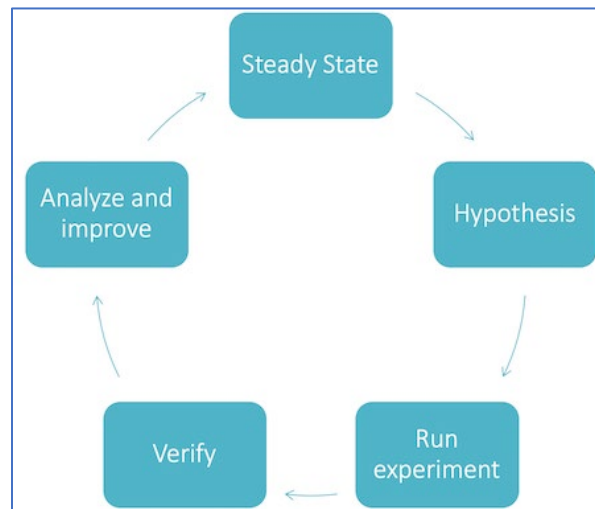 Steady State
Hypothesis
Run
experiment
Verify
Analyze and
improve